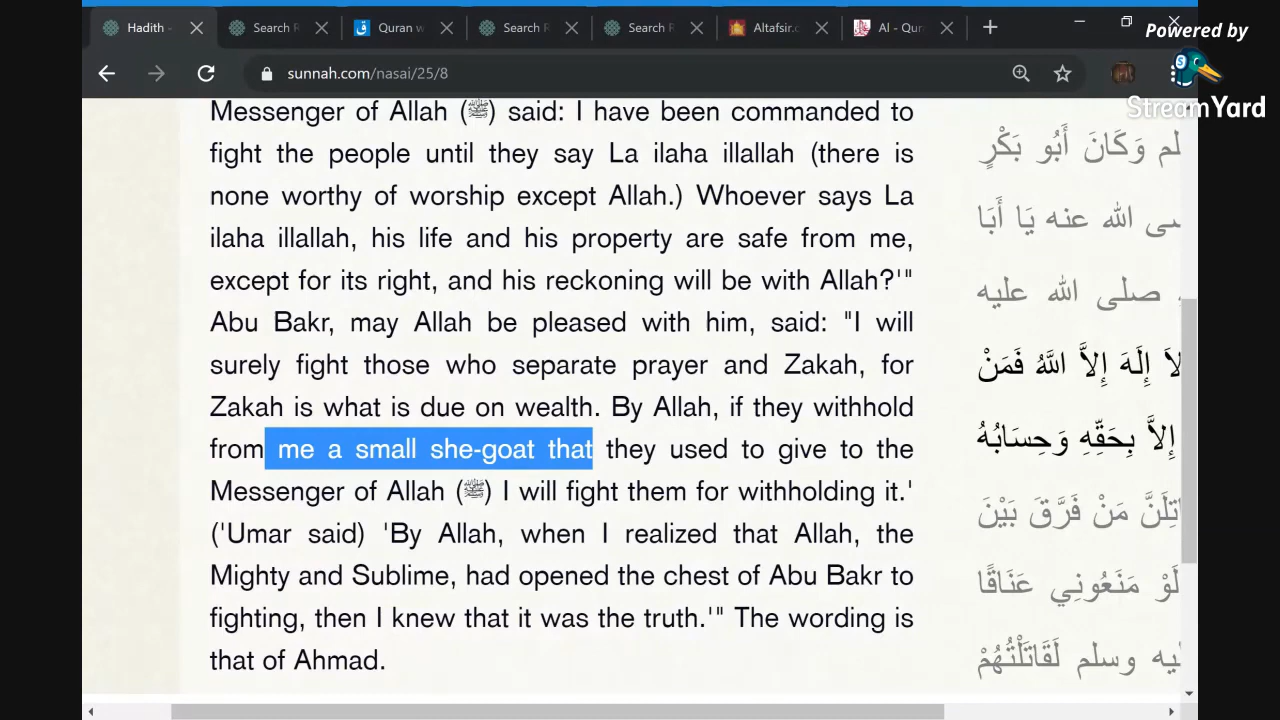 Hadith -
Search R
Quran w
Search R
Search R
Altafsir.c
Al - Qur
Powered by
sunnah.com/nasai/25/8
StreamYard
Messenger of Allah (ﷺ) said: I have been commanded to
fight the people until they say La ilaha illallah (there is
none worthy of worship except Allah.) Whoever says La
ilaha illallah, his life and his property are safe from me,
except for its right, and his reckoning will be with Allah?'"
Abu Bakr, may Allah be pleased with him, said: "I will
surely fight those who separate prayer and Zakah, for
Zakah is what is due on wealth. By Allah, if they withhold
from me a small she-goat that they used to give to the
Messenger of Allah (ﷺ) I will fight them for withholding it.'
('Umar said) 'By Allah, when I realized that Allah, the
Mighty and Sublime, had opened the chest of Abu Bakr to
fighting, then I knew that it was the truth.'" The wording is
that of Ahmad.
وَكَانَ أَبُو بَكْرٍ
الله عنه يَا أَبَا
صلى الله عليه
لاَ إِلَهَ إِلاَّ اللَّهُ فَمَنْ
إِلاَّ بِحَقِّهِ وَحِسَابُهُ
مَنْ فَرَّقَ بَيْنَ
لَوْ مَنَعُونِي عَنَاقًا
وسلم لَقَاتَلْتُهُمْ